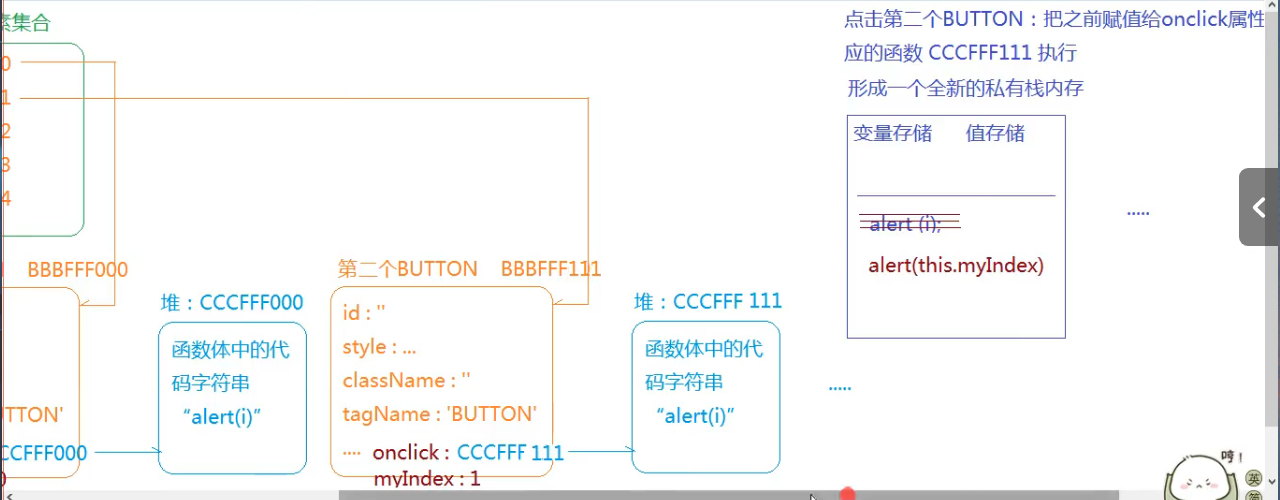 素集合
0
1
2
3
4
BBBFFF000
堆：CCCFFF000
函数体中的代
码字符串
“alert(i)”
UTTON'
CCFFF000
第二个BUTTON BBBFFF111
id : ''
style : ...
className : ''
tagName : 'BUTTON'
.... onclick : CCCFFF 111
myIndex : 1
堆：CCCFFF 111
函数体中的代
码字符串
“alert(i)”
点击第二个BUTTON：把之前赋值给onclick属性
应的函数 CCCFFF111 执行
形成一个全新的私有栈内存
变量存储 值存储
alert (i);
alert(this.myIndex)
.....
.....
哼！
英
简